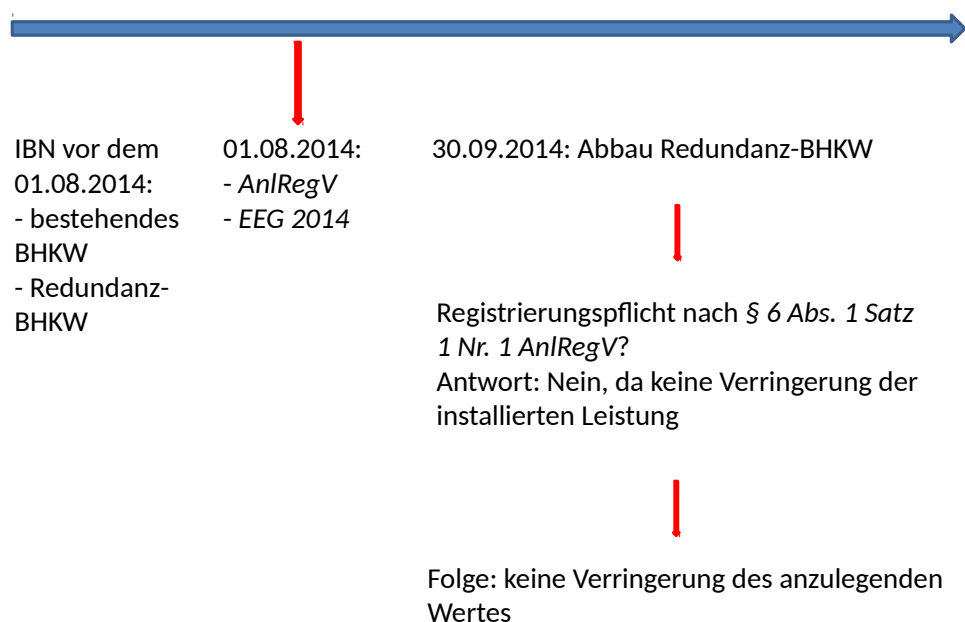 IBN vor dem
01.08.2014:
- bestehendes
BHKW
- Redundanz-
BHKW
01.08.2014:
- AnlRegV
- EEG 2014
30.09.2014: Abbau Redundanz-BHKW
Registrierungspflicht nach § 6 Abs. 1 Satz
1 Nr. 1 AnlRegV?
Antwort: Nein, da keine Verringerung der
installierten Leistung
Folge: keine Verringerung des anzulegenden
Wertes